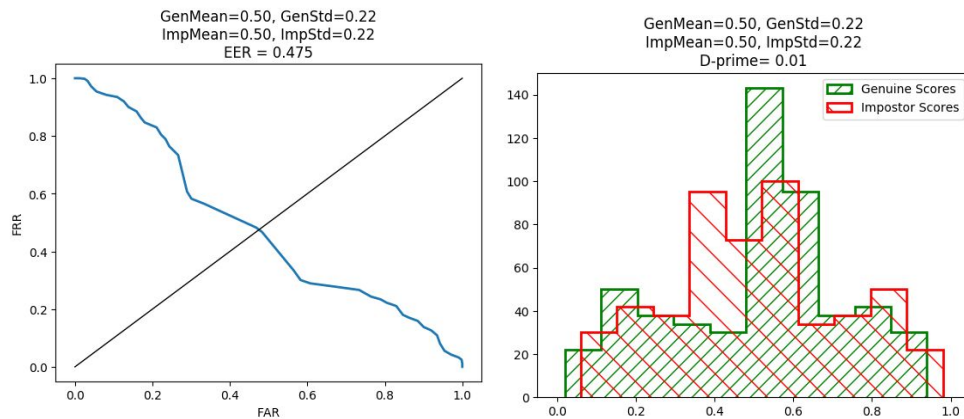 GenMean=0.50, GenStd=0.22
ImpMean=0.50, ImpStd=0.22
EER = 0.475
1.0
0.8
0.6
0.4
0.2
0.0
FRR
0.0 0.2 0.4 0.6 0.8 1.0
FAR
GenMean=0.50, GenStd=0.22
ImpMean=0.50, ImpStd=0.22
D-prime= 0.01
Genuine Scores
Impostor Scores
140
120
100
80
60
40
20
0
0.0 0.2 0.4 0.6 0.8 1.0